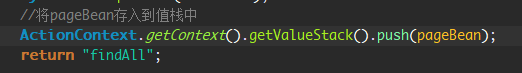 //将pageBean存入到值栈中
ActionContext.getContext().getValueStack().push(pageBean);
return "findAll";